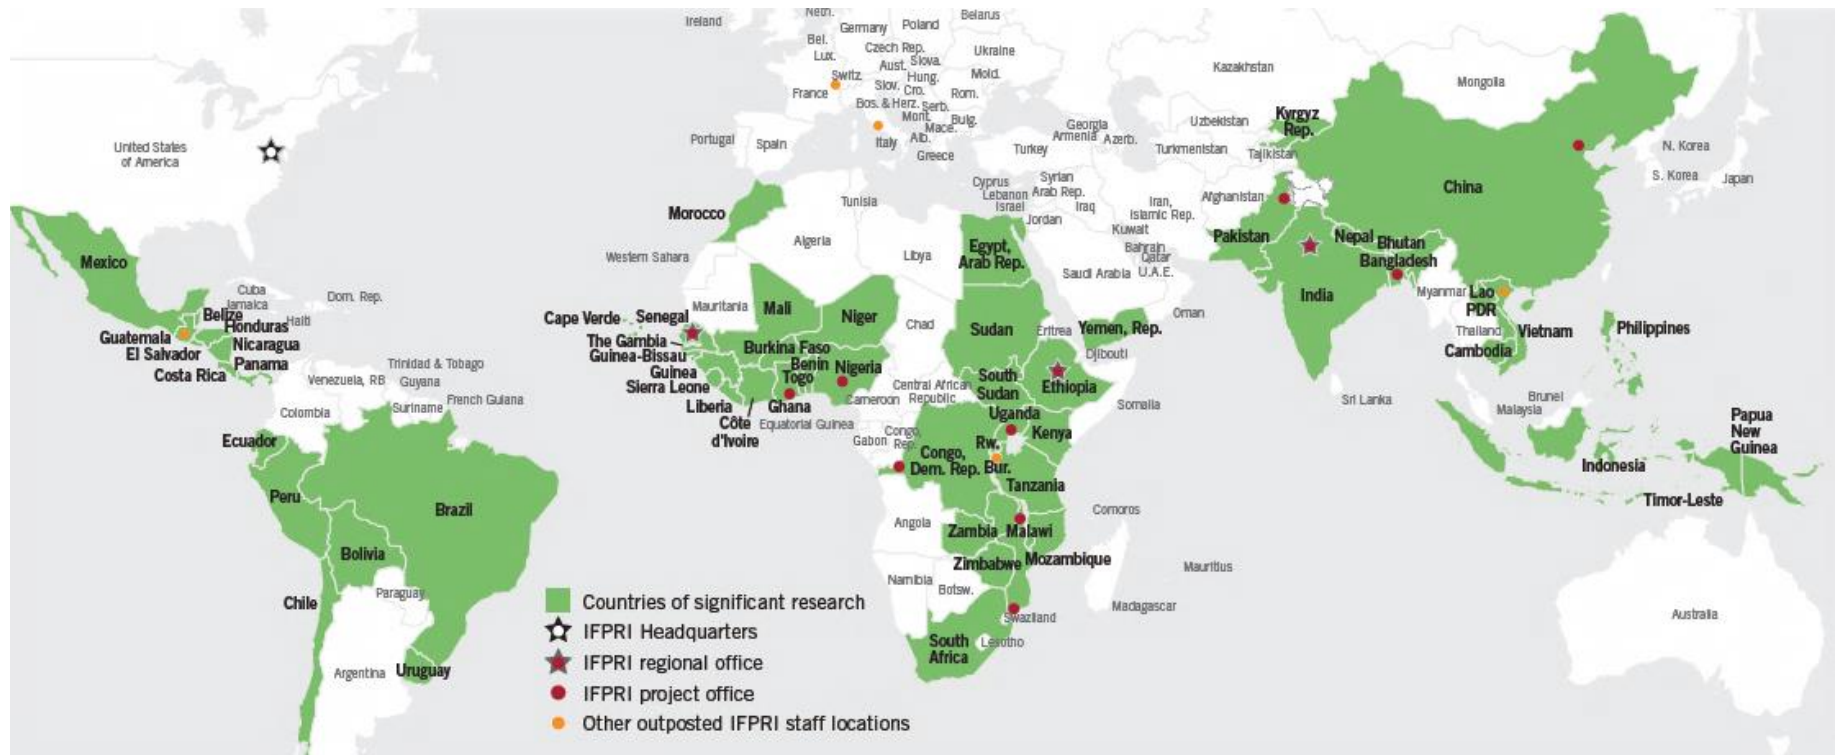 Ireland
Neth.
Belarus
Germany
Poland
Bel.
Czech Rep.
Ukraine
Lux.
Aust.
Slova.
Switz.
Hung.
Mold.
France
Slov.
Cro.
Rom.
Bos. & Herz.
Serb.
Mont.
Bulg.
Mace.
Portugal
Spain
Italy
Alb.
Greece
Georgia
Armenia
Azerb.
Turkey
Kazakhstan
Mongolia
Uzbekistan
Kyrgyz
Rep.
Turkmenistan
Tajikistan
N. Korea
S. Korea
Japan
China
United States
of America
Cyprus
Lebanon
Israel
Syrian
Arab Rep.
Iraq
Jordan
Iran,
Islamic Rep.
Kuwait
Bahrain
Qatar
U.A.E.
Saudi Arabia
Oman
Afghanistan
Pakistan
Nepal
Bhutan
Bangladesh
India
Myanmar
Lao
PDR
Thailand
Vietnam
Cambodia
Philippines
Sri Lanka
Brunei
Malaysia
Indonesia
Timor-Leste
Papua
New
Guinea
Australia
Morocco
Tunisia
Algeria
Libya
Egypt,
Arab Rep.
Western Sahara
Mauritania
Mali
Niger
Chad
Sudan
Eritrea
Yemen, Rep.
Djibouti
Cape Verde
Senegal
The Gambia
Guinea-Bissau
Guinea
Sierra Leone
Liberia
Côte
d'Ivoire
Burkina Faso
Benin
Togo
Ghana
Nigeria
Cameroon
Central African
Republic
South
Sudan
Ethiopia
Somalia
Equatorial Guinea
Gabon
Congo,
Rep.
Congo,
Dem. Rep.
Uganda
Kenya
Rw.
Bur.
Tanzania
Comoros
Angola
Zambia
Malawi
Mozambique
Zimbabwe
Namibia
Botsw.
Madagascar
Mauritius
Swaziland
Lesotho
South
Africa
Mexico
Cuba
Jamaica
Dom. Rep.
Haiti
Belize
Honduras
Guatemala
Nicaragua
El Salvador
Panama
Costa Rica
Trinidad & Tobago
Venezuela, RB
Guyana
Suriname
French Guiana
Colombia
Ecuador
Peru
Brazil
Bolivia
Paraguay
Chile
Argentina
Uruguay
Countries of significant research
IFPRI Headquarters
IFPRI regional office
IFPRI project office
Other outposted IFPRI staff locations